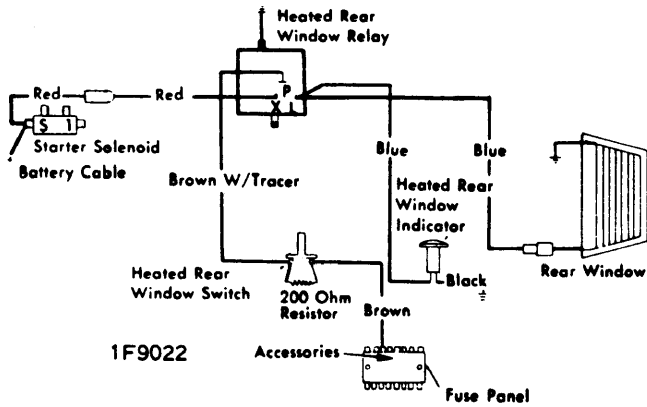 Heated Rear
Window Relay
Red
Red
P
S I
Starter Solenoid
Battery Cable
Blue
Blue
Brown W/Tracer
Heated Rear
Window
Indicator
Heated Rear
Window Switch
200 Ohm
Resistor
Black
Rear Window
Brown
1F9022
Accessories
Fuse Panel